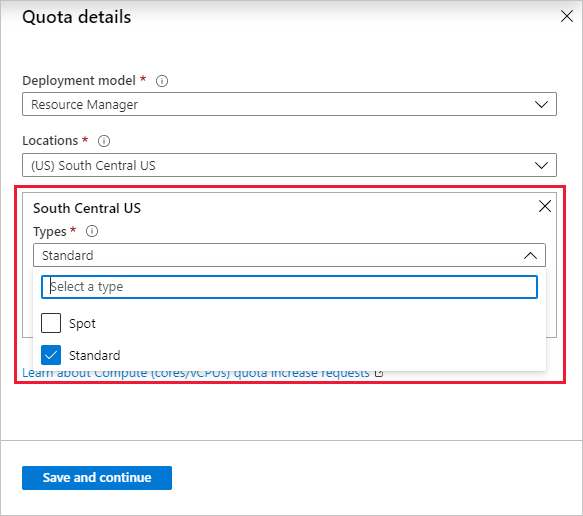 Quota details
Deployment model *
Resource Manager
Locations *
(US) South Central US
South Central US
Types *
Standard
Select a type
Spot
Standard
Learn about Compute (cores/vCPUs) quota increase requests
Save and continue